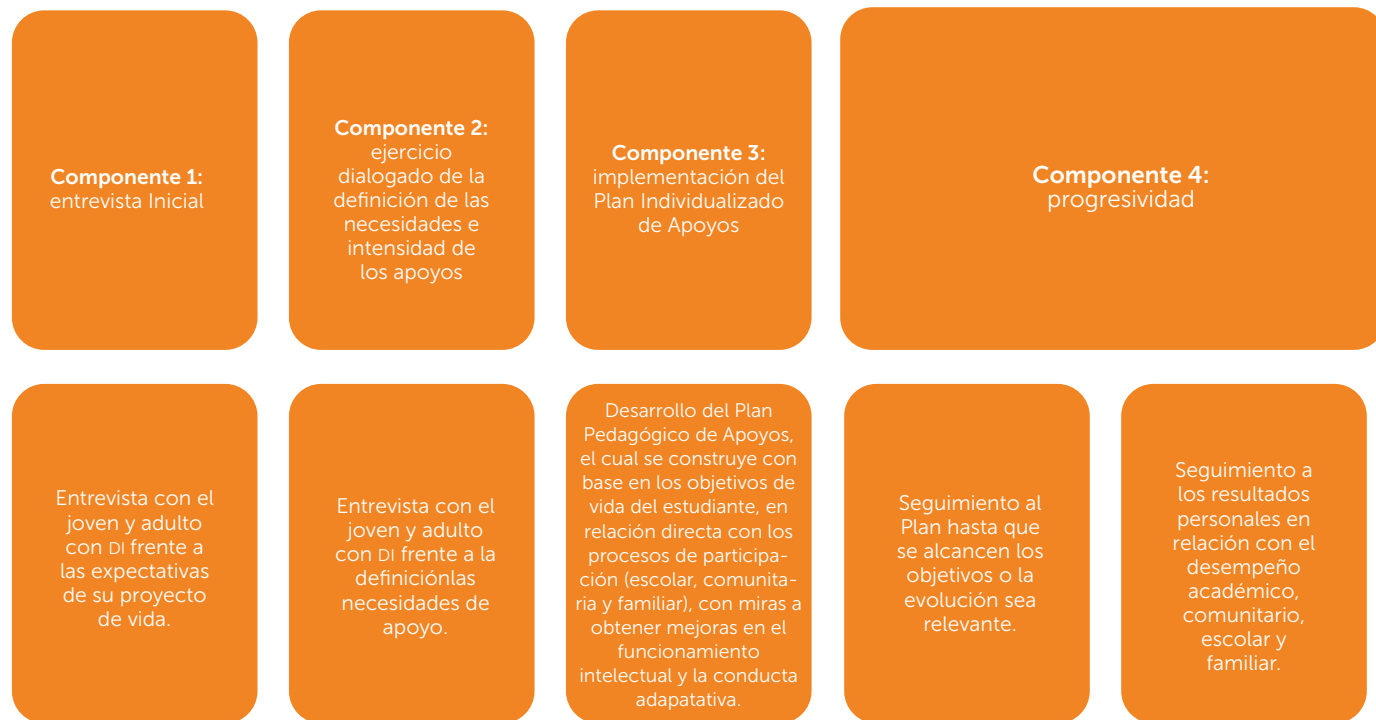 Componente 1:
entrevista Inicial
Componente 2:
ejercicio
dialogado de la
definición de las
necesidades e
intensidad de
los apoyos
Componente 3:
implementación del
Plan Individualizado
de Apoyos
Componente 4:
progresividad
Entrevista con el
joven y adulto
con DI frente a
las expectativas
de su proyecto
de vida.
Entrevista con el
joven y adulto
con DI frente a la
definiciónlas
necesidades de
apoyo.
Desarrollo del Plan
Pedagógico de Apoyos,
el cual se construye con
base en los objetivos de
vida del estudiante, en
relación directa con los
procesos de participa-
ción (escolar, comunita-
ria y familiar), con miras a
obtener mejoras en el
funcionamiento
intelectual y la conducta
adapatativa.
Seguimiento al
Plan hasta que
se alcancen los
objetivos o la
evolución sea
relevante.
Seguimiento a
los resultados
personales en
relación con el
desempeño
académico,
comunitario,
escolar y
familiar.